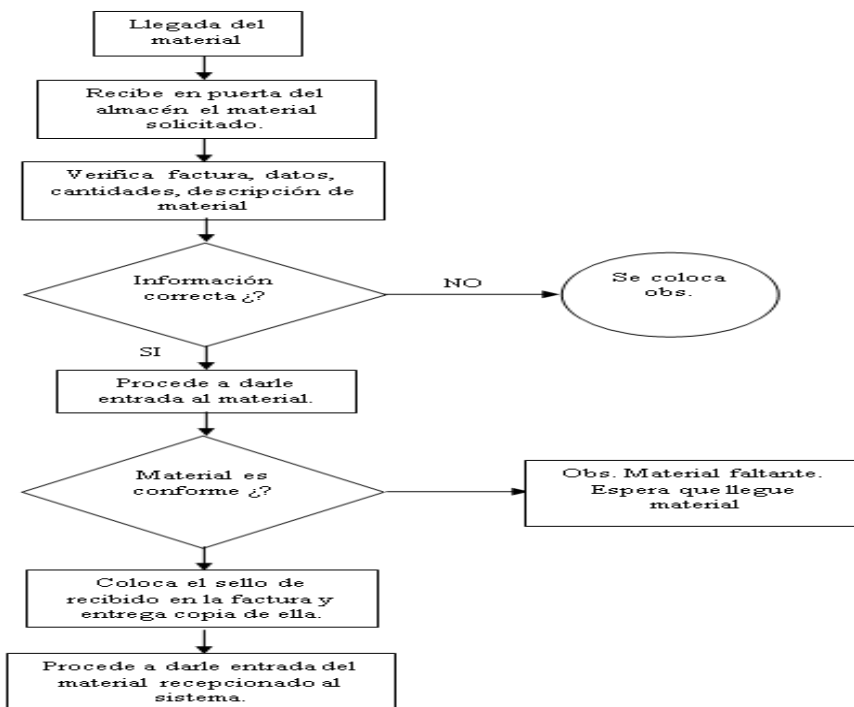 Llegada del
material
Recibe en puerta del
almacén el material
solicitado.
Verifica factura, datos,
cantidades, descripción de
material
Información
correcta ¿?
NO
Se coloca
obs.
SI
Procede a darle
entrada al material.
Material es
conforme ¿?
Obs. Material faltante.
Espera que llegue
material
Coloca el sello de
recibido en la factura y
entrega copia de ella.
Procede a darle entrada del
material recepcionado al
sistema.